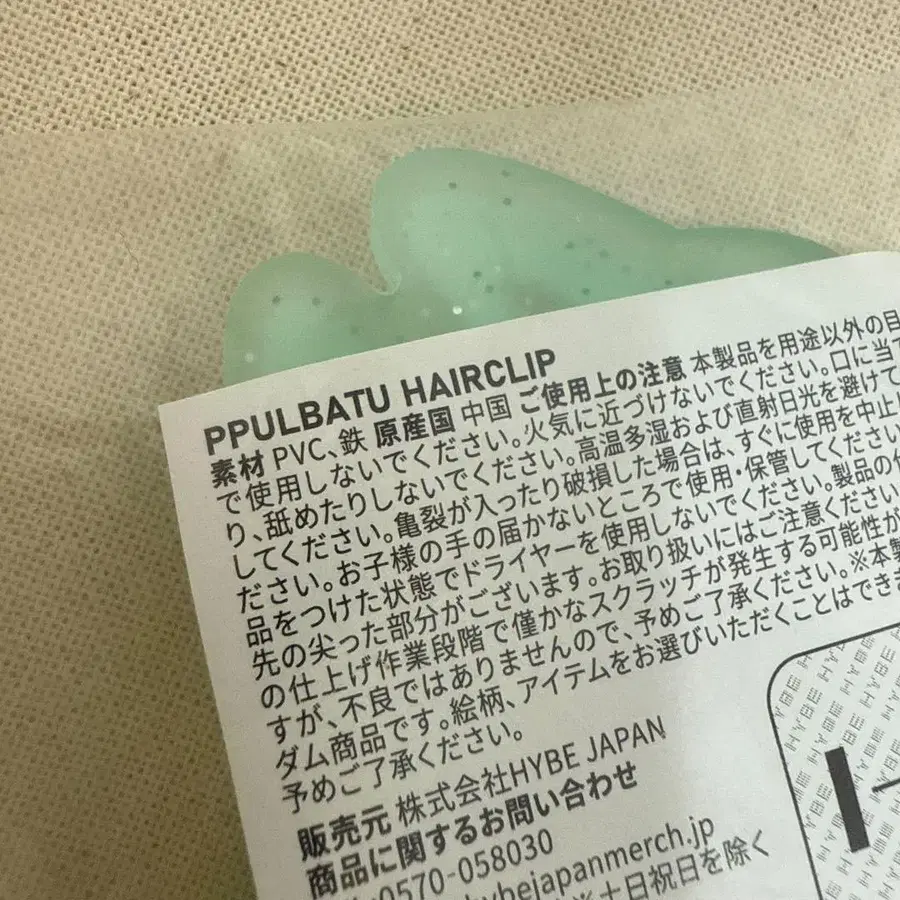 PPULBATU HAIRCLIP
素材 PVC、鉄 原産国 中国 ご使用上の注意 本製品を用途以外の目
で使用しないでください。火気に近づけないでください。口に当て
り、舐めたりしないでください。高温多湿および直射日光を避けて
してください。亀裂が入ったり破損した場合は、すぐに使用を中止し
ださい。お子様の手の届かないところで使用・保管してください
品をつけた状態でドライヤーを使用しないでください。製品の
先の尖った部分がございます。お取り扱いにはご注意ください
の仕上げ作業段階で僅かなスクラッチが発生する可能性が
すが、不良ではありませんので、予めご了承ください。※本製
ダム商品です。絵柄、アイテムをお選びいただくことはでき
予めご了承ください。
販売元 株式会社HYBE JAPAN
商品に関するお問い合わせ
:0570-058030
hybejapanmerch.jp
※土日祝日を除く
HYBE